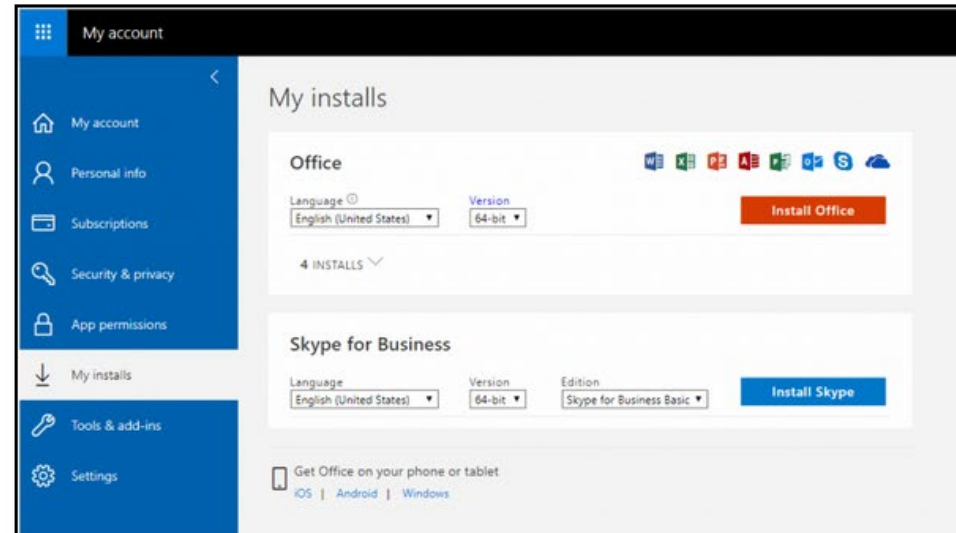 My account
My account
Personal info
Subscriptions
Security & privacy
App permissions
My installs
Tools & add-ins
Settings
My installs
Office
Language Version
English (United States) 64-bit
Install Office
4 INSTALLS
Skype for Business
Language Version Edition
English (United States) 64-bit Skype for Business Basic
Install Skype
Get Office on your phone or tablet
iOS | Android | Windows